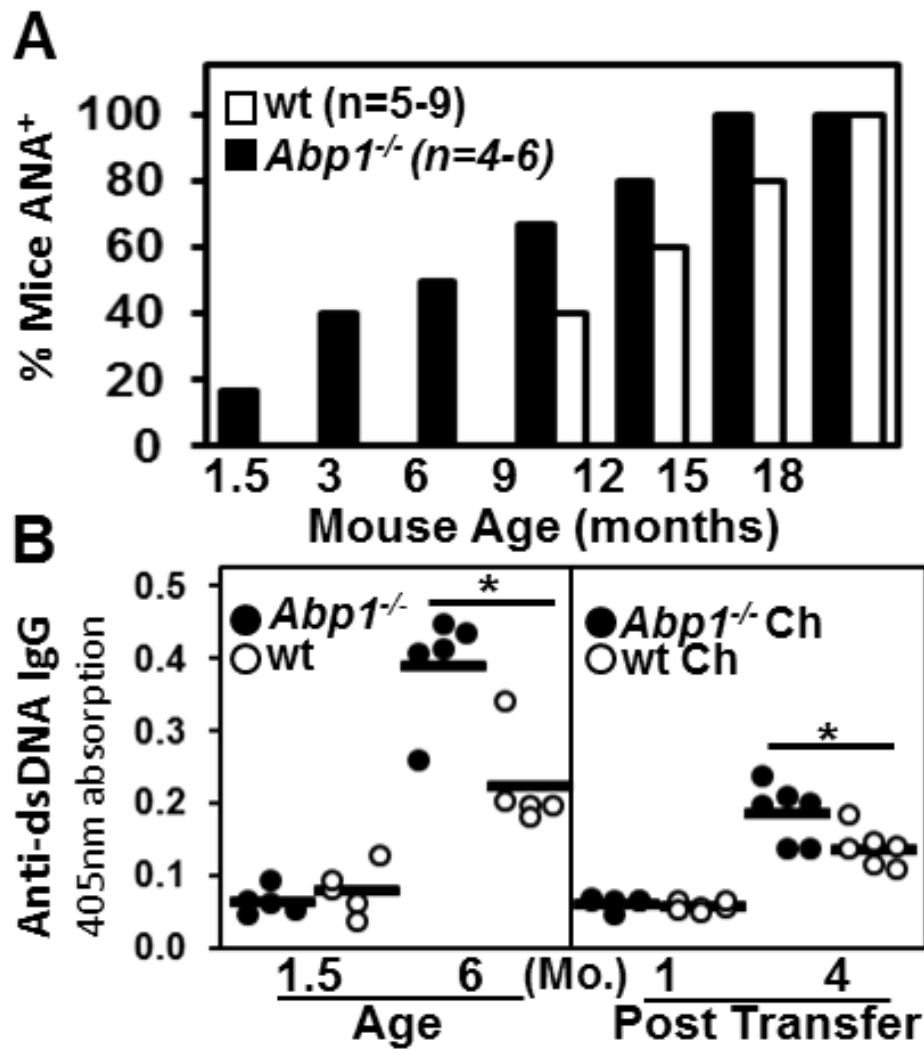 A
% Mice ANA+
100
80
60
40
20
0
wt (n=5-9)
Abp1-/- (n=4-6)
1.5 3 6 9 12 15 18
Mouse Age (months)
B
Anti-dsDNA IgG
405nm absorption
0.5
0.4
0.3
0.2
0.1
0.0
Abp1-/-
wt
*
Abp1-/- Ch
wt Ch
*
1.5 6 (Mo.) 1 4
Age Post Transfer